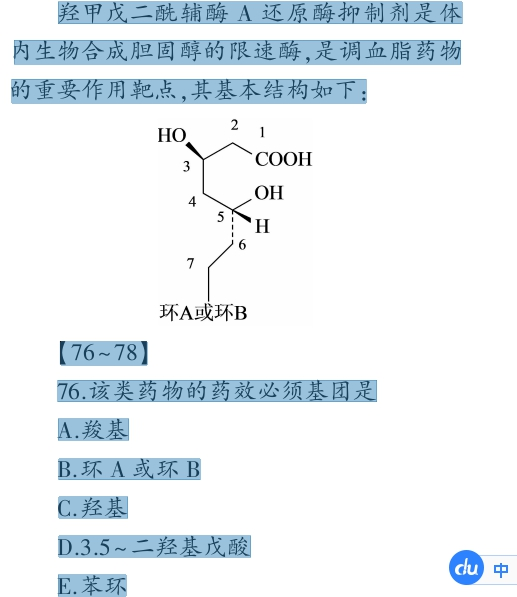 羟甲戊二酰辅酶 A 还原酶抑制剂是体
内生物合成胆固醇的限速酶,是调血脂药物
的重要作用靶点,其基本结构如下:
HO
2
1
COOH
3
4
OH
5
H
6
7
环A或环B
【76~78】
76.该类药物的药效必须基团是
A.羧基
B.环 A 或环 B
C.羟基
D.3.5~二羟基戊酸
E.苯环
du 中